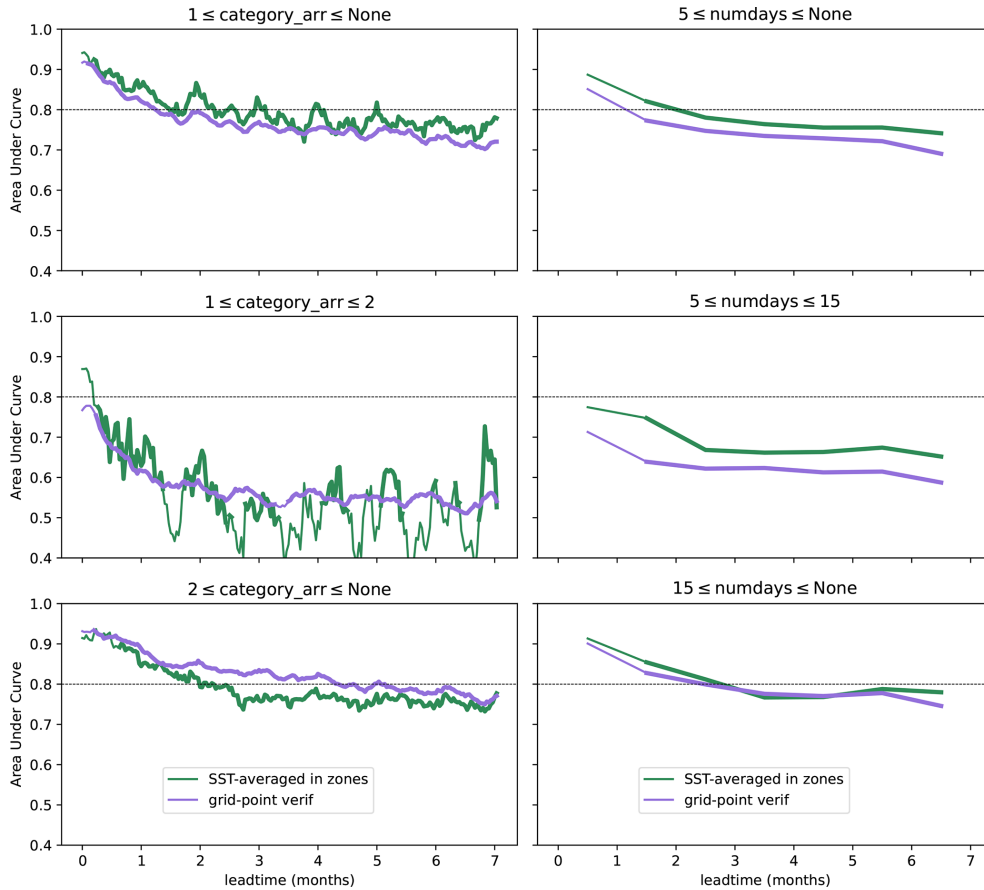 1 ≤ category_arr ≤ None
5 ≤ numdays ≤ None
1.0
0.9
0.8
0.7
0.6
0.5
0.4
Area Under Curve
1 ≤ category_arr ≤ 2
5 ≤ numdays ≤ 15
1.0
0.9
0.8
0.7
0.6
0.5
0.4
Area Under Curve
2 ≤ category_arr ≤ None
15 ≤ numdays ≤ None
1.0
0.9
0.8
0.7
0.6
0.5
0.4
Area Under Curve
SST-averaged in zones
grid-point verif
SST-averaged in zones
grid-point verif
0 1 2 3 4 5 6 7
0 1 2 3 4 5 6 7
leadtime (months)
leadtime (months)